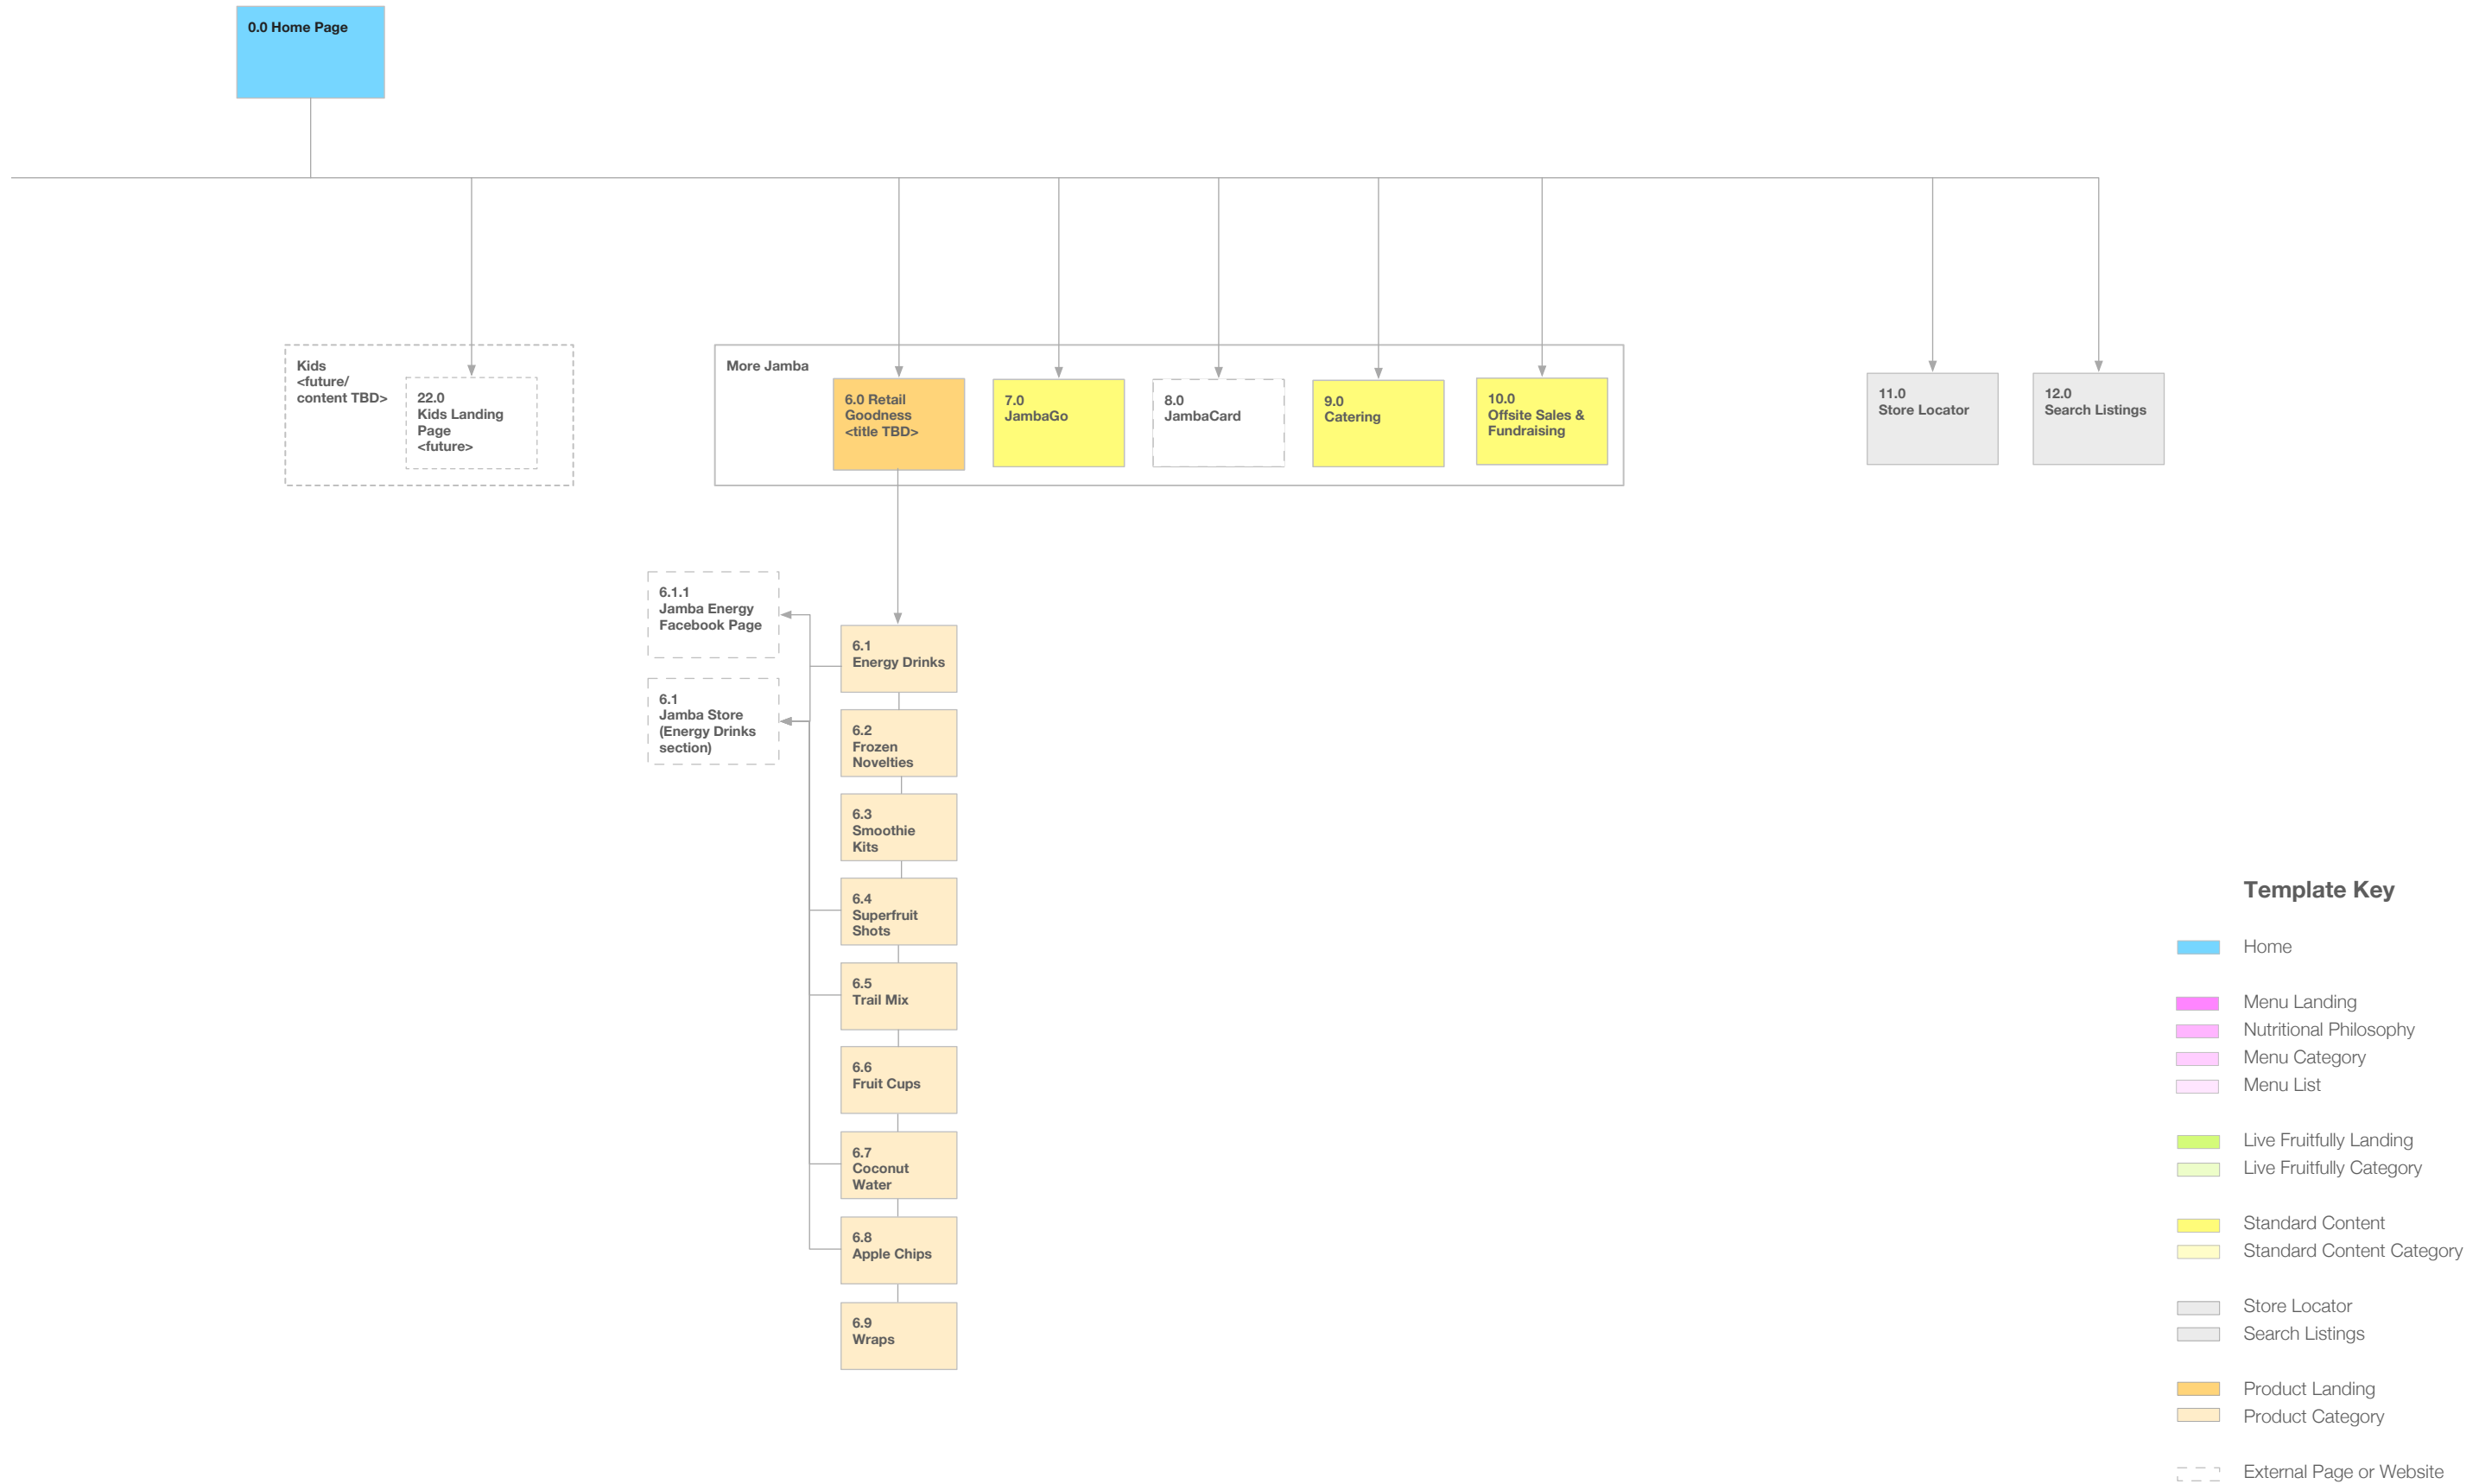 0.0 Home Page
Kids
<future/
content TBD>
22.0
Kids Landing
Page
<future>
More Jamba
6.0 Retail
Goodness
<title TBD>
7.0
JambaGo
8.0
JambaCard
9.0
Catering
10.0
Offsite Sales &
Fundraising
11.0
Store Locator
12.0
Search Listings
6.1.1
Jamba Energy
Facebook Page
6.1
Jamba Store
(Energy Drinks
section)
6.1
Energy Drinks
6.2
Frozen
Novelties
6.3
Smoothie
Kits
6.4
Superfruit
Shots
6.5
Trail Mix
6.6
Fruit Cups
6.7
Coconut
Water
6.8
Apple Chips
6.9
Wraps
Template Key
Home
Menu Landing
Nutritional Philosophy
Menu Category
Menu List
Live Fruitfully Landing
Live Fruitfully Category
Standard Content
Standard Content Category
Store Locator
Search Listings
Product Landing
Product Category
External Page or Website